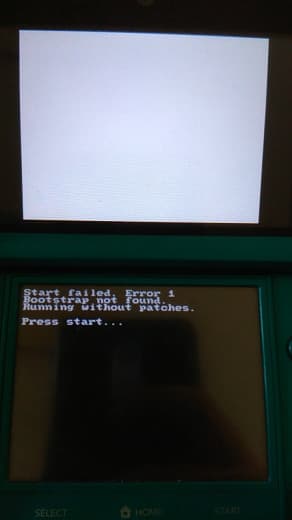 Start failed. Error 1
Bootstrap not found.
Running without patches.
Press start...
SELECT
HOME
START